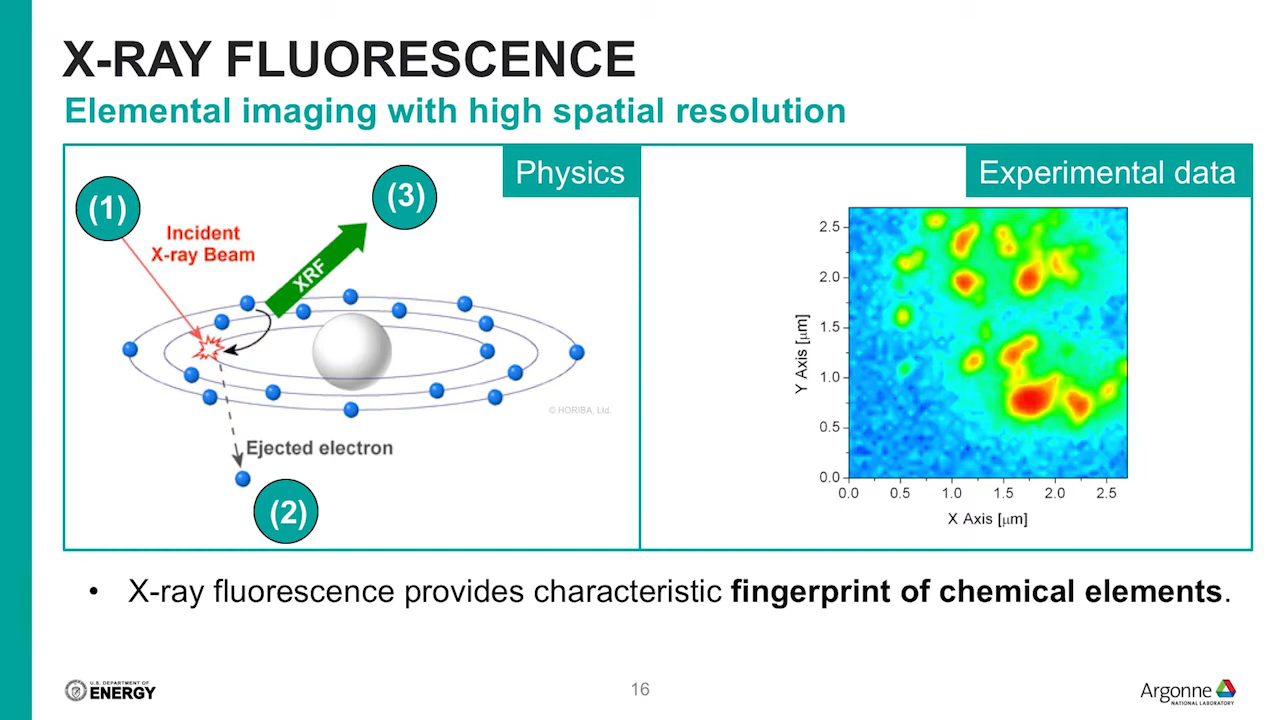 X-RAY FLUORESCENCE
Elemental imaging with high spatial resolution
Physics
(1)
(3)
Incident
X-ray Beam
XRF
© HORIBA, Ltd.
Ejected electron
(2)
Experimental data
2.5
2.0
1.5
1.0
0.5
0.0
Y Axis [μm]
0.0 0.5 1.0 1.5 2.0 2.5
X Axis [μm]
• X-ray fluorescence provides characteristic fingerprint of chemical elements.
U.S. DEPARTMENT OF
ENERGY
16
Argonne
NATIONAL LABORATORY